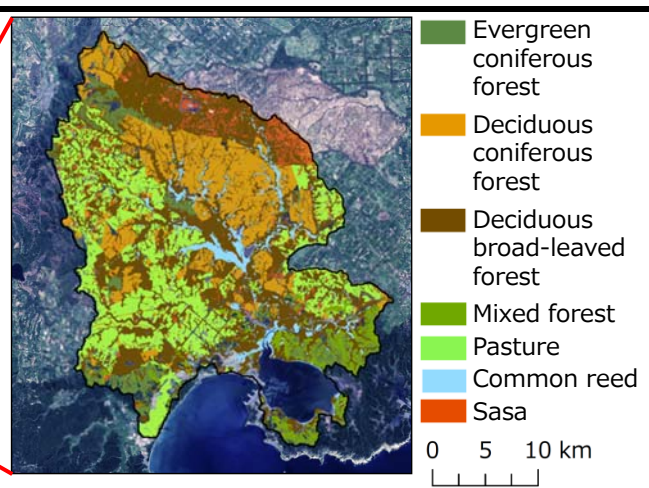 Evergreen
coniferous
forest
Deciduous
coniferous
forest
Deciduous
broad-leaved
forest
Mixed forest
Pasture
Common reed
Sasa
0 5 10 km